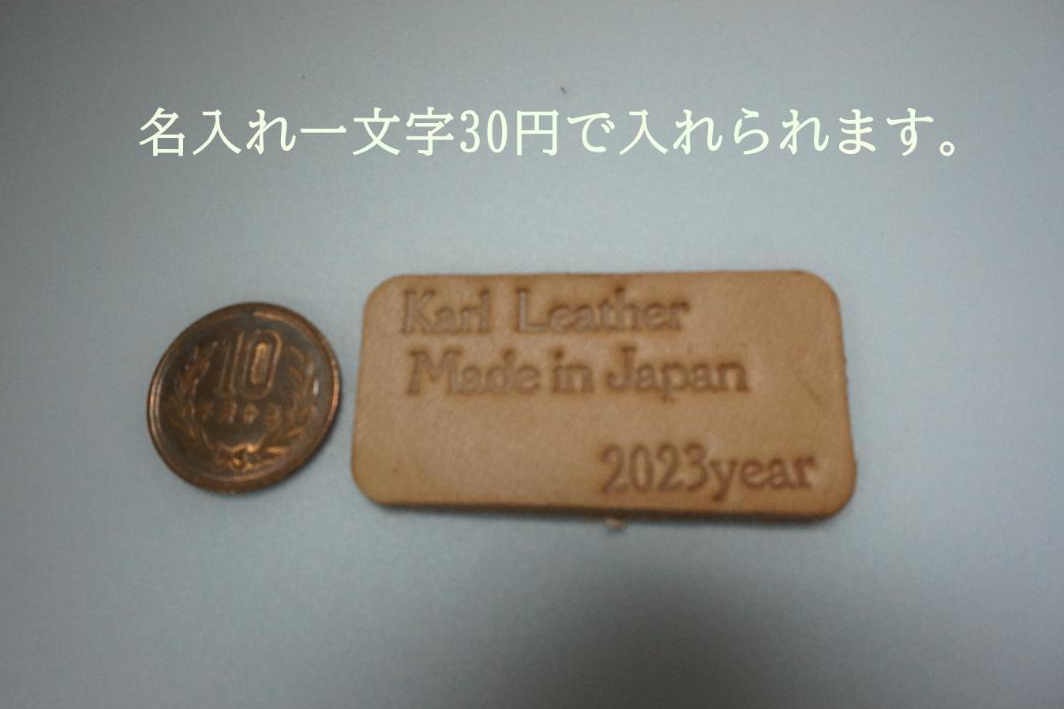 名入れ一文字30円で入れられます。
10
Karl Leather
Made in Japan
2023year